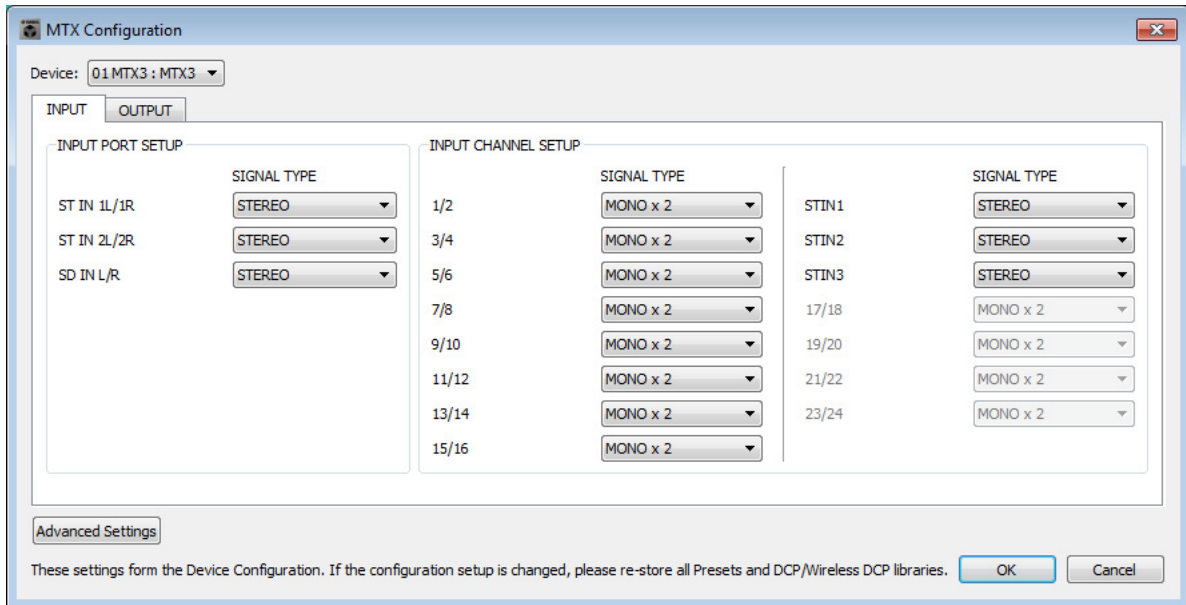 MTX Configuration
Device: 01 MTX3 : MTX3
INPUT OUTPUT
INPUT PORT SETUP
SIGNAL TYPE
ST IN 1L/1R STEREO
ST IN 2L/2R STEREO
SD IN L/R STEREO
INPUT CHANNEL SETUP
SIGNAL TYPE
1/2 MONO x 2
3/4 MONO x 2
5/6 MONO x 2
7/8 MONO x 2
9/10 MONO x 2
11/12 MONO x 2
13/14 MONO x 2
15/16 MONO x 2
SIGNAL TYPE
STIN1 STEREO
STIN2 STEREO
STIN3 STEREO
17/18 MONO x 2
19/20 MONO x 2
21/22 MONO x 2
23/24 MONO x 2
Advanced Settings
These settings form the Device Configuration. If the configuration setup is changed, please re-store all Presets and DCP/Wireless DCP libraries. OK Cancel